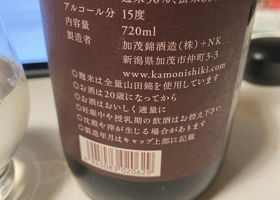 アルコール分 15度
内容量 720ml
製造者 加茂錦酒造(株)+NK
新潟県加茂市仲町3-3
www.kamonishiki.com
◎麹米は全量山田錦を使用しています
◎お酒は20歳になってから
◎お酒はおいしく適量に
◎妊娠中や授乳期の飲酒はお控え下さい。
◎沈殿や滓が生じる場合があります
◎製造年月はキャップ上部に記載